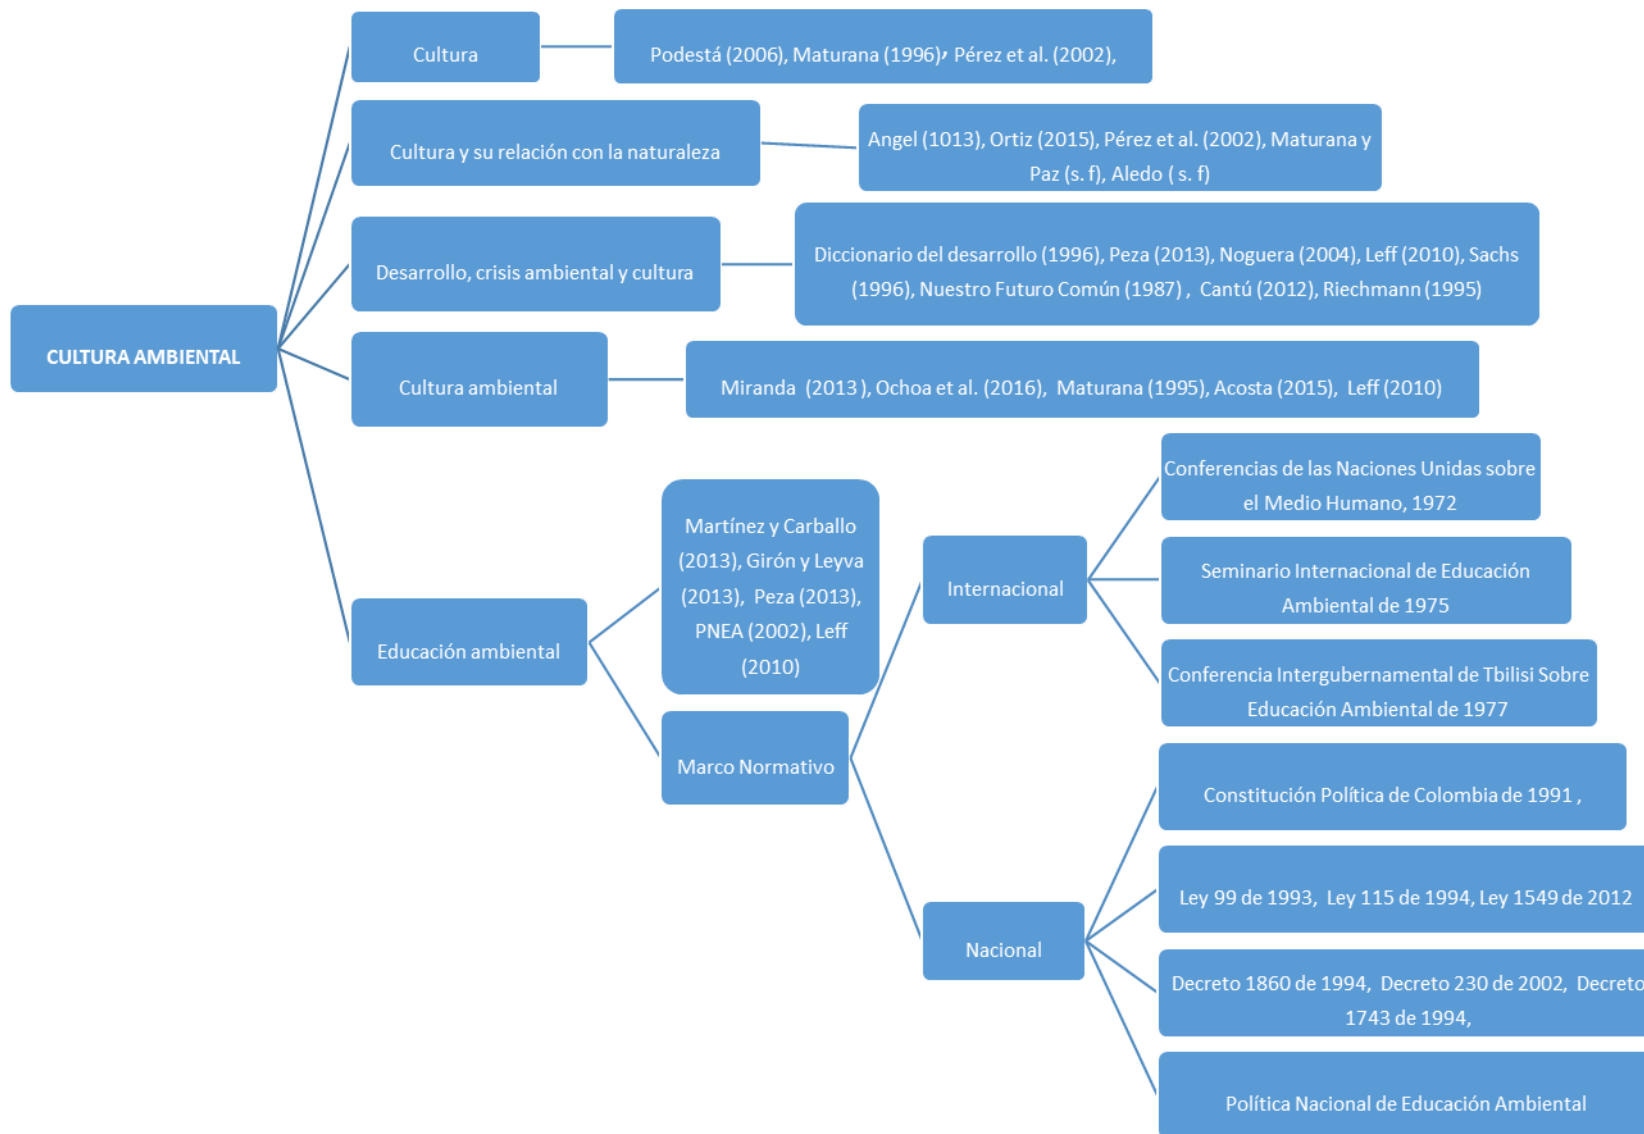 Cultura
Podestá (2006), Maturana (1996), Pérez et al. (2002),
Cultura y su relación con la naturaleza
Angel (1013), Ortiz (2015), Pérez et al. (2002), Maturana y
Paz (s. f), Aledo ( s. f)
Desarrollo, crisis ambiental y cultura
Diccionario del desarrollo (1996), Peza (2013), Noguera (2004), Leff (2010), Sachs
(1996), Nuestro Futuro Común (1987) , Cantú (2012), Riechmann (1995)
CULTURA AMBIENTAL
Cultura ambiental
Miranda (2013 ), Ochoa et al. (2016), Maturana (1995), Acosta (2015), Leff (2010)
Educación ambiental
Martínez y Carballo
(2013), Girón y Leyva
(2013), Peza (2013),
PNEA (2002), Leff
(2010)
Marco Normativo
Internacional
Conferencias de las Naciones Unidas sobre
el Medio Humano, 1972
Seminario Internacional de Educación
Ambiental de 1975
Conferencia Intergubernamental de Tbilisi Sobre
Educación Ambiental de 1977
Nacional
Constitución Política de Colombia de 1991 ,
Ley 99 de 1993, Ley 115 de 1994, Ley 1549 de 2012
Decreto 1860 de 1994, Decreto 230 de 2002, Decreto
1743 de 1994,
Política Nacional de Educación Ambiental